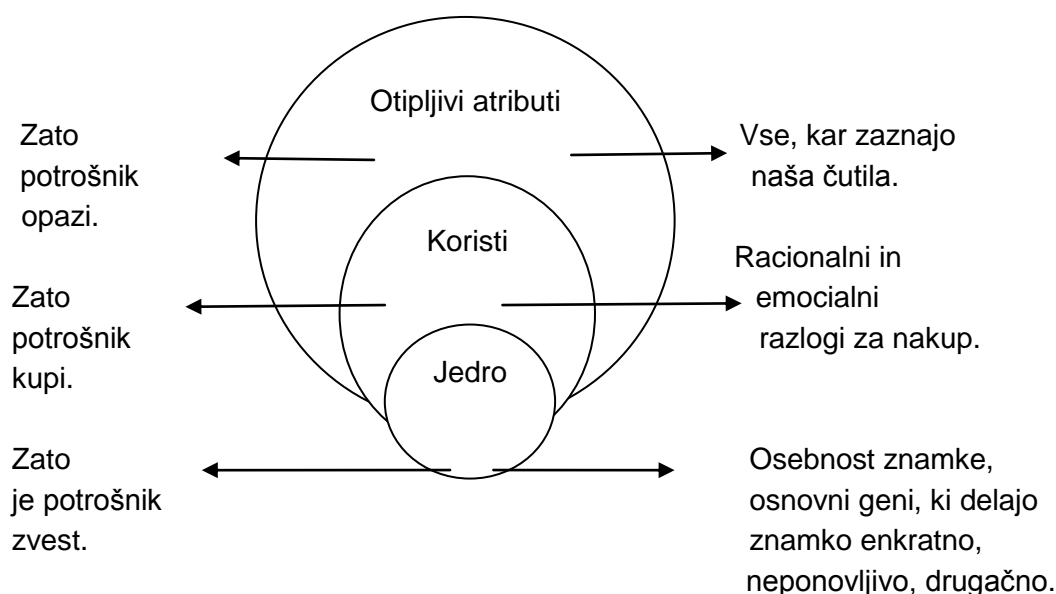 Otipljivi atributi
Zato
potrošnik
opazi.
Vse, kar zaznajo
naša čutila.
Koristi
Zato
potrošnik
kupi.
Racionalni in
emocialni
razlogi za nakup.
Jedro
Zato
je potrošnik
zvest.
Osebnost znamke,
osnovni geni, ki delajo
znamko enkratno,
neponovljivo, drugačno.